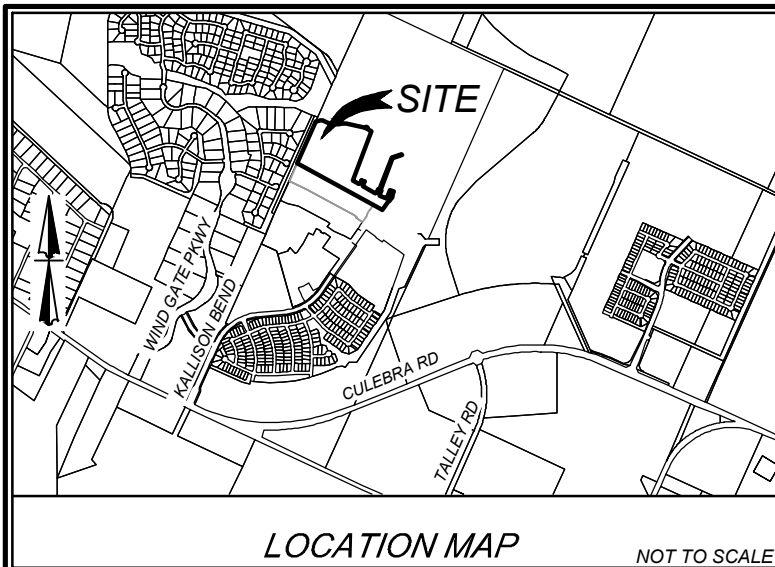 SITE
WIND GATE PKWY
KALLISON BEND
CULEBRA RD
TALLEY RD
LOCATION MAP
NOT TO SCALE